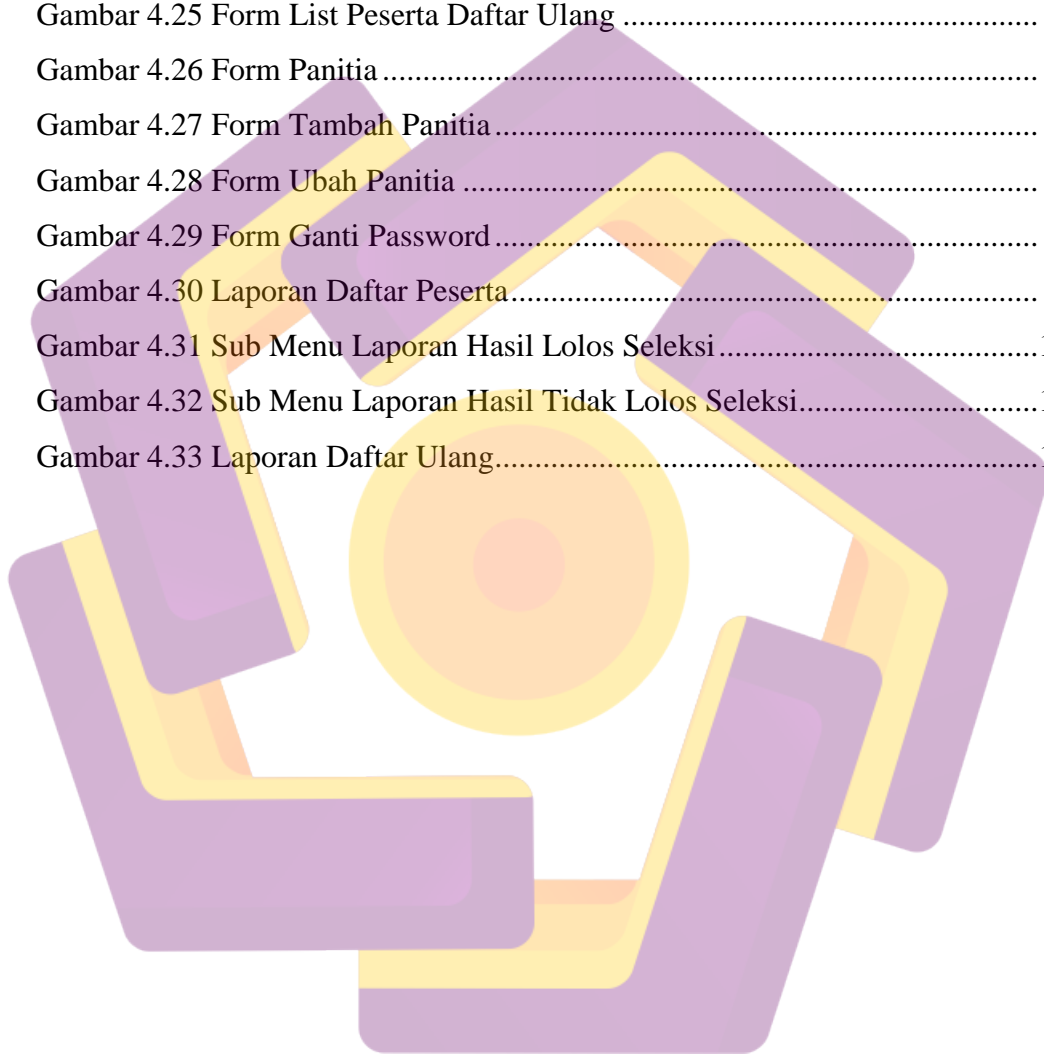 Gambar 4.25 Form List Peserta Daftar Ulang ....................................................
Gambar 4.26 Form Panitia ..................................................................................
Gambar 4.27 Form Tambah Panitia ....................................................................
Gambar 4.28 Form Ubah Panitia ........................................................................
Gambar 4.29 Form Ganti Password ....................................................................
Gambar 4.30 Laporan Daftar Peserta ..................................................................
Gambar 4.31 Sub Menu Laporan Hasil Lolos Seleksi ........................................1
Gambar 4.32 Sub Menu Laporan Hasil Tidak Lolos Seleksi ..............................1
Gambar 4.33 Laporan Daftar Ulang ....................................................................1